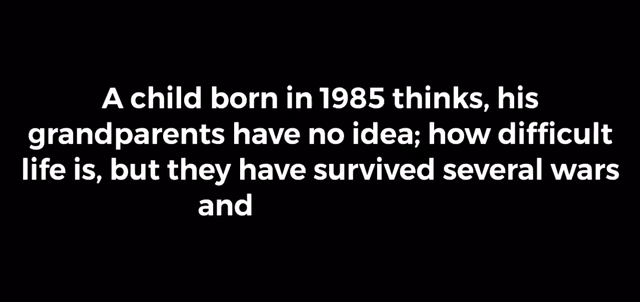 A child born in 1985 thinks, his
grandparents have no idea; how difficult
life is, but they have survived several wars
and